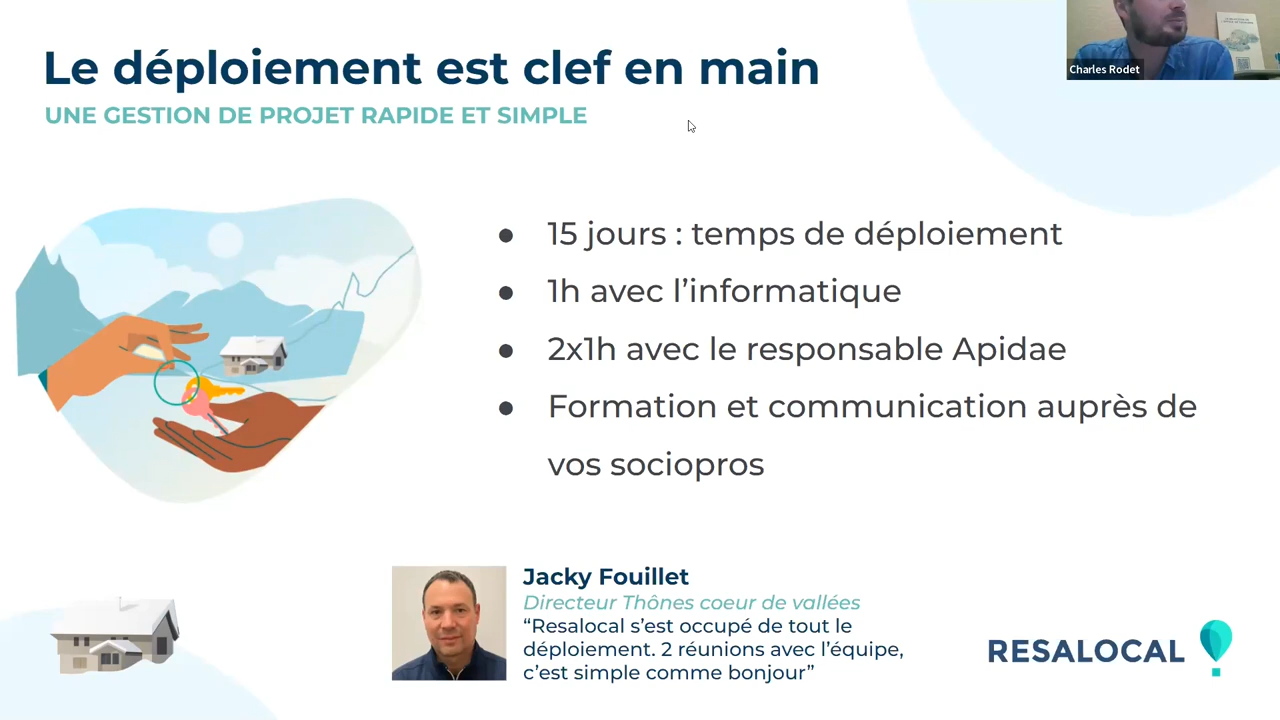 Le déploiement est clef en main
UNE GESTION DE PROJET RAPIDE ET SIMPLE
Charles Rodet
● 15 jours : temps de déploiement
● 1h avec l’informatique
● 2x1h avec le responsable Apidae
● Formation et communication auprès de
vos sociopros
Jacky Fouillet
Directeur Thônes coeur de vallées
“Resalocal s’est occupé de tout le
déploiement. 2 réunions avec l’équipe,
c’est simple comme bonjour”
RESALOCAL